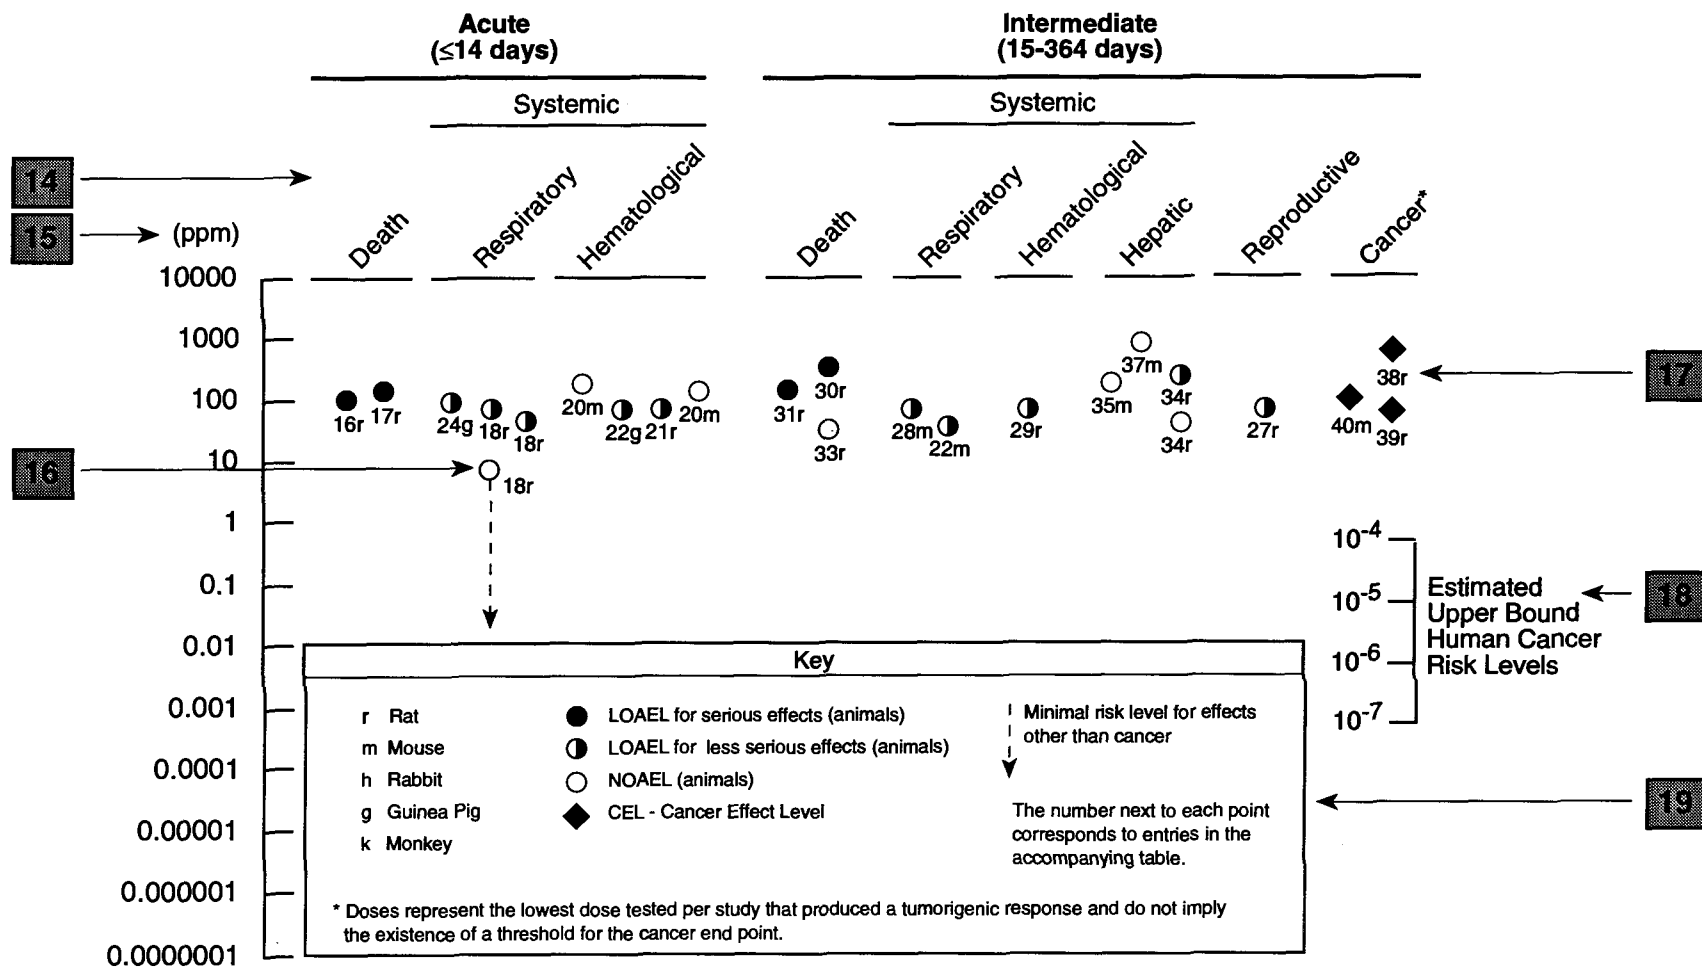 Acute
(≤14 days)
Intermediate
(15-364 days)
Systemic
Systemic
14
15
(ppm)
Death
Respiratory
Hematological
Death
Respiratory
Hematological
Hepatic
Reproductive
Cancer*
10000
1000
100
10
1
0.1
0.01
0.001
0.0001
0.00001
0.000001
0.0000001
16r
17r
24g
18r
18r
18r
20m
22g
21r
20m
31r
30r
33r
28m
22m
29r
37m
35m
34r
34r
27r
38r
40m
39r
16
17
10-4
10-5
10-6
10-7
Estimated
Upper Bound
Human Cancer
Risk Levels
18
19
Key
r Rat
m Mouse
h Rabbit
g Guinea Pig
k Monkey
LOAEL for serious effects (animals)
LOAEL for less serious effects (animals)
NOAEL (animals)
CEL - Cancer Effect Level
Minimal risk level for effects
other than cancer
The number next to each point
corresponds to entries in the
accompanying table.
* Doses represent the lowest dose tested per study that produced a tumorigenic response and do not imply
the existence of a threshold for the cancer end point.